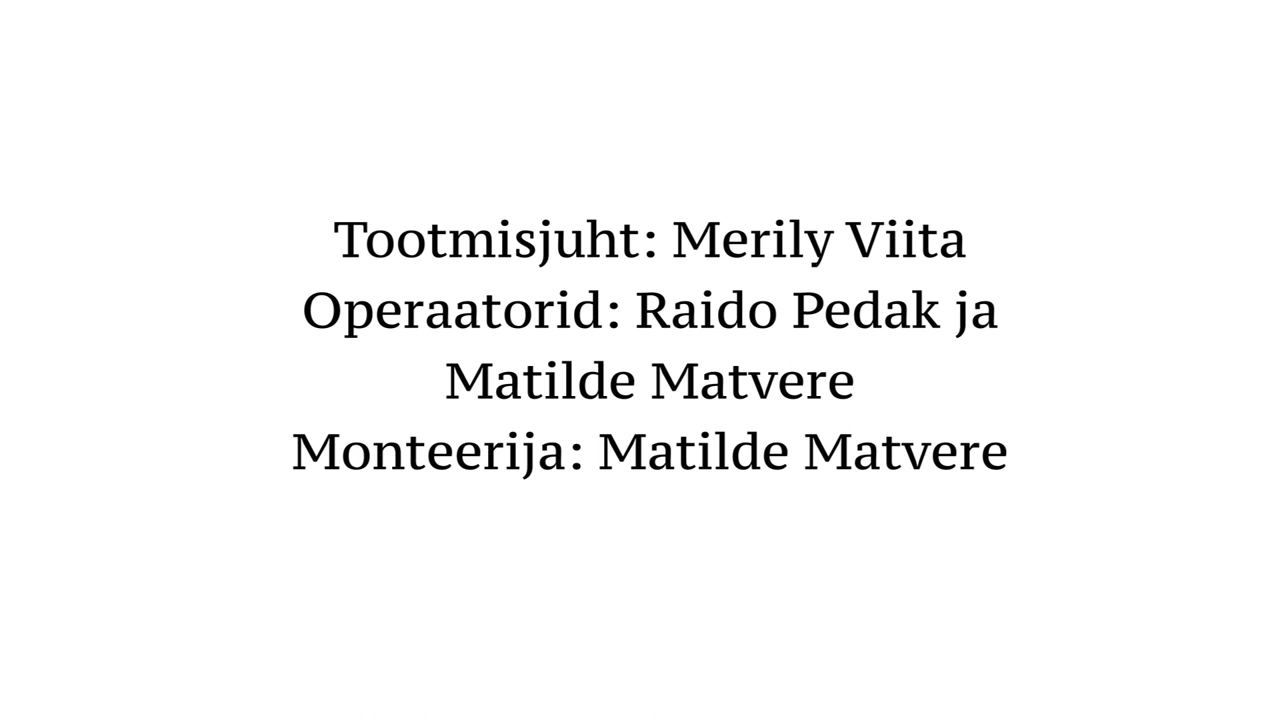 Tootmisjuht: Merily Viita
Operaatorid: Raido Pedak ja
Matilde Matvere
Monteerija: Matilde Matvere